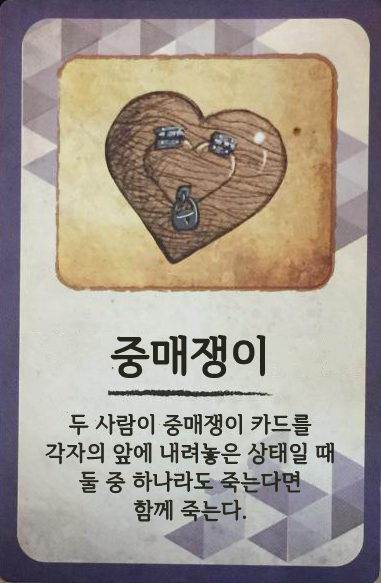 중매쟁이
두 사람이 중매쟁이 카드를
각자의 앞에 내려놓은 상태일 때
둘 중 하나라도 죽는다면
함께 죽는다.